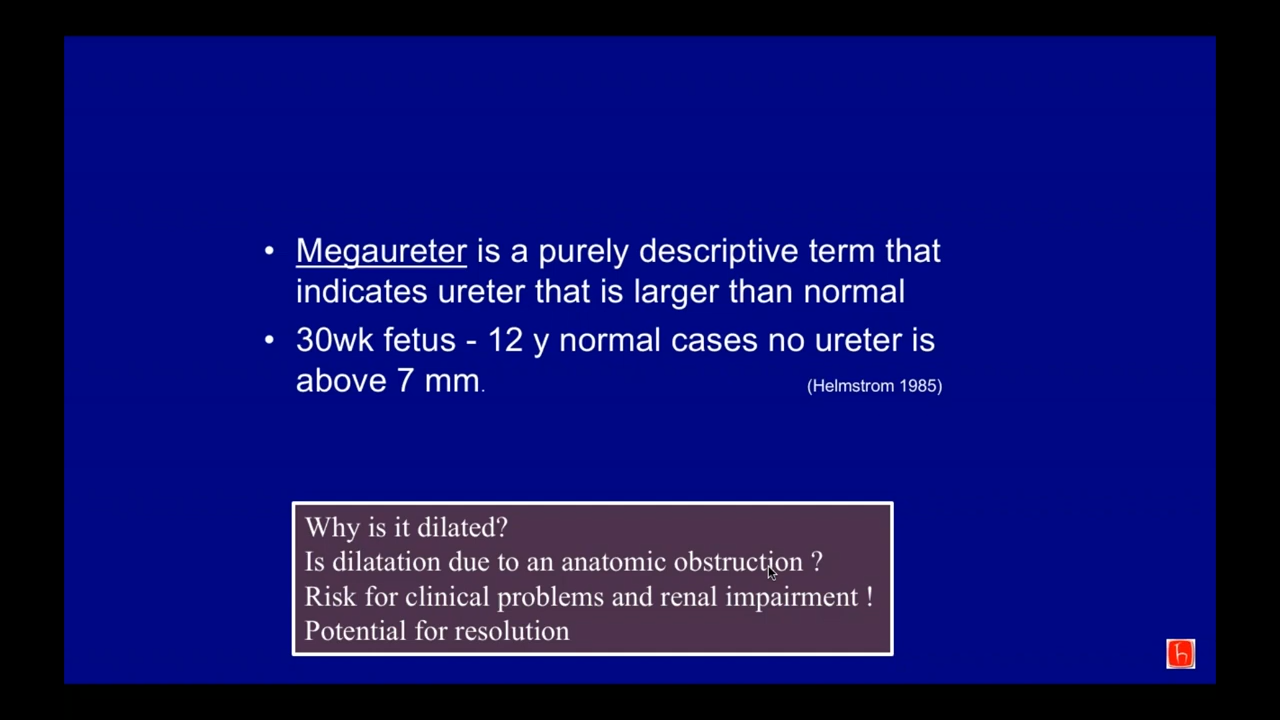 • Megaureter is a purely descriptive term that
indicates ureter that is larger than normal
• 30wk fetus - 12 y normal cases no ureter is
above 7 mm. (Helmstrom 1985)
Why is it dilated?
Is dilatation due to an anatomic obstruction ?
Risk for clinical problems and renal impairment !
Potential for resolution